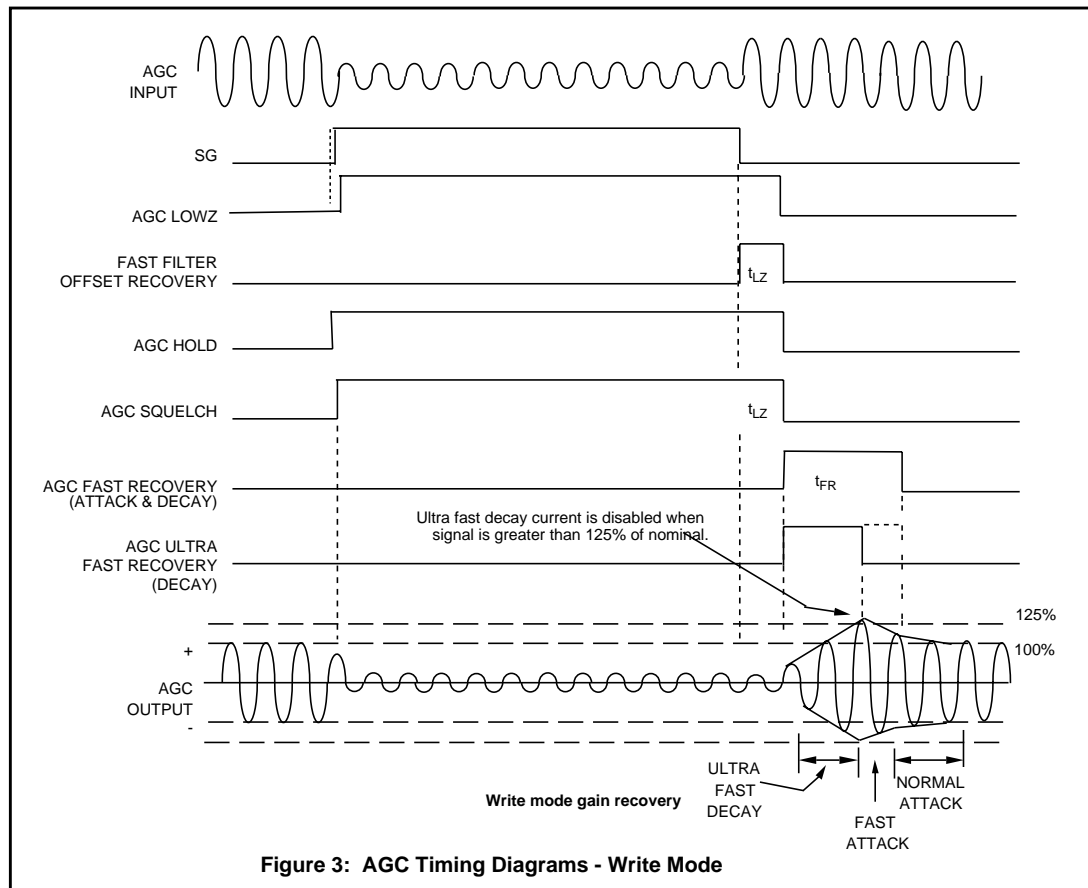 AGC
INPUT
SG
AGC LOWZ
FAST FILTER
OFFSET RECOVERY
tLZ
AGC HOLD
AGC SQUELCH
tLZ
AGC FAST RECOVERY
(ATTACK & DECAY)
tFR
Ultra fast decay current is disabled when
signal is greater than 125% of nominal.
AGC ULTRA
FAST RECOVERY
(DECAY)
125%
+
100%
AGC
OUTPUT
-
ULTRA
FAST
DECAY
NORMAL
ATTACK
FAST
ATTACK
Write mode gain recovery
Figure 3: AGC Timing Diagrams - Write Mode